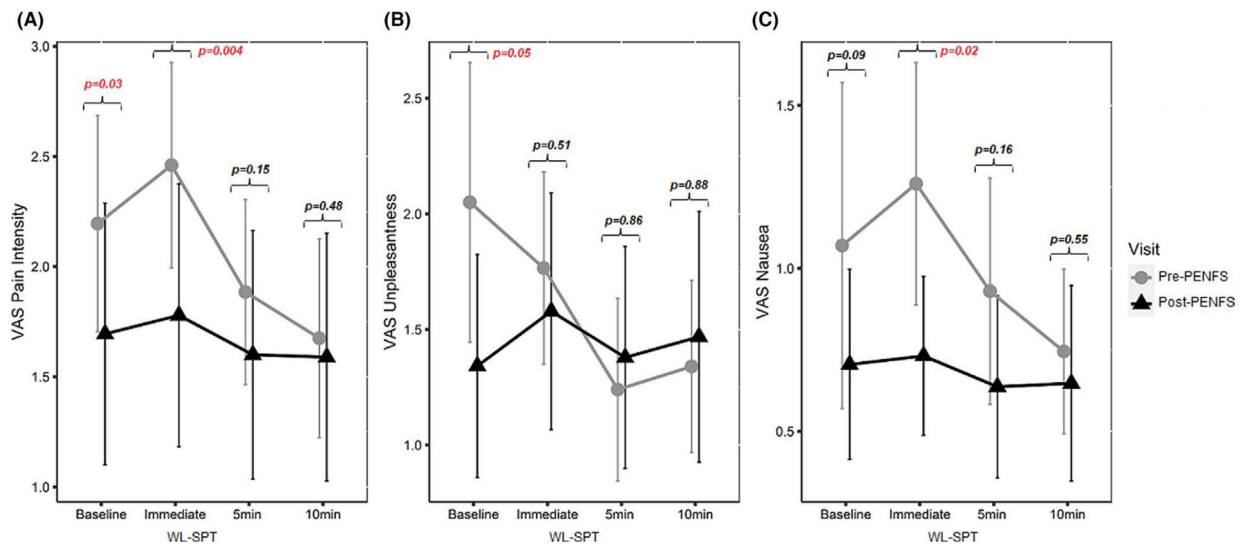 (A)
VAS Pain Intensity
3.0
2.5
2.0
1.5
1.0
p=0.03
p=0.004
p=0.15
p=0.48
Baseline Immediate 5min 10min
WL-SPT
(B)
VAS Unpleasantness
2.5
2.0
1.5
1.0
p=0.05
p=0.51
p=0.86
p=0.88
Baseline Immediate 5min 10min
WL-SPT
(C)
VAS Nausea
1.5
1.0
0.5
p=0.09
p=0.02
p=0.16
p=0.55
Baseline Immediate 5min 10min
WL-SPT
Visit
Pre-PENFS
Post-PENFS